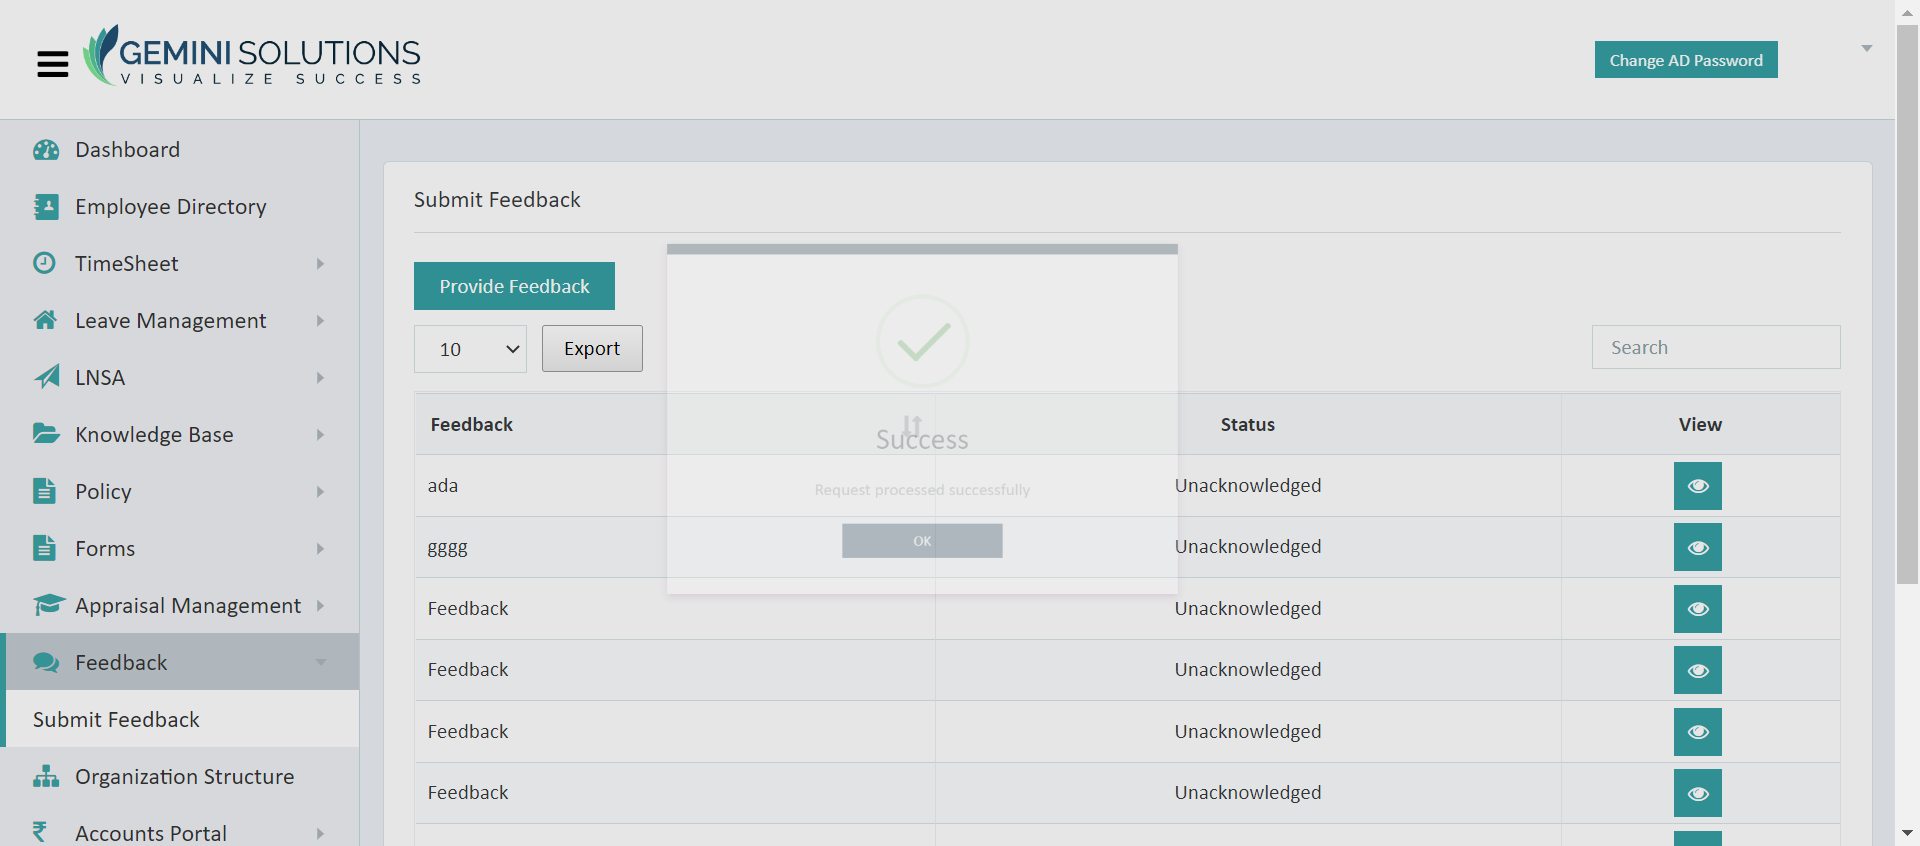 GEMINI SOLUTIONS
VISUALIZE SUCCESS
Change AD Password
Dashboard
Employee Directory
TimeSheet
Leave Management
LNSA
Knowledge Base
Policy
Forms
Appraisal Management
Feedback
Submit Feedback
Organization Structure
Accounts Portal
Submit Feedback
Provide Feedback
10
Export
Search
Feedback Status View
ada Unacknowledged
gggg Unacknowledged
Feedback Unacknowledged
Feedback Unacknowledged
Feedback Unacknowledged
Feedback Unacknowledged
Success
Request processed successfully
OK